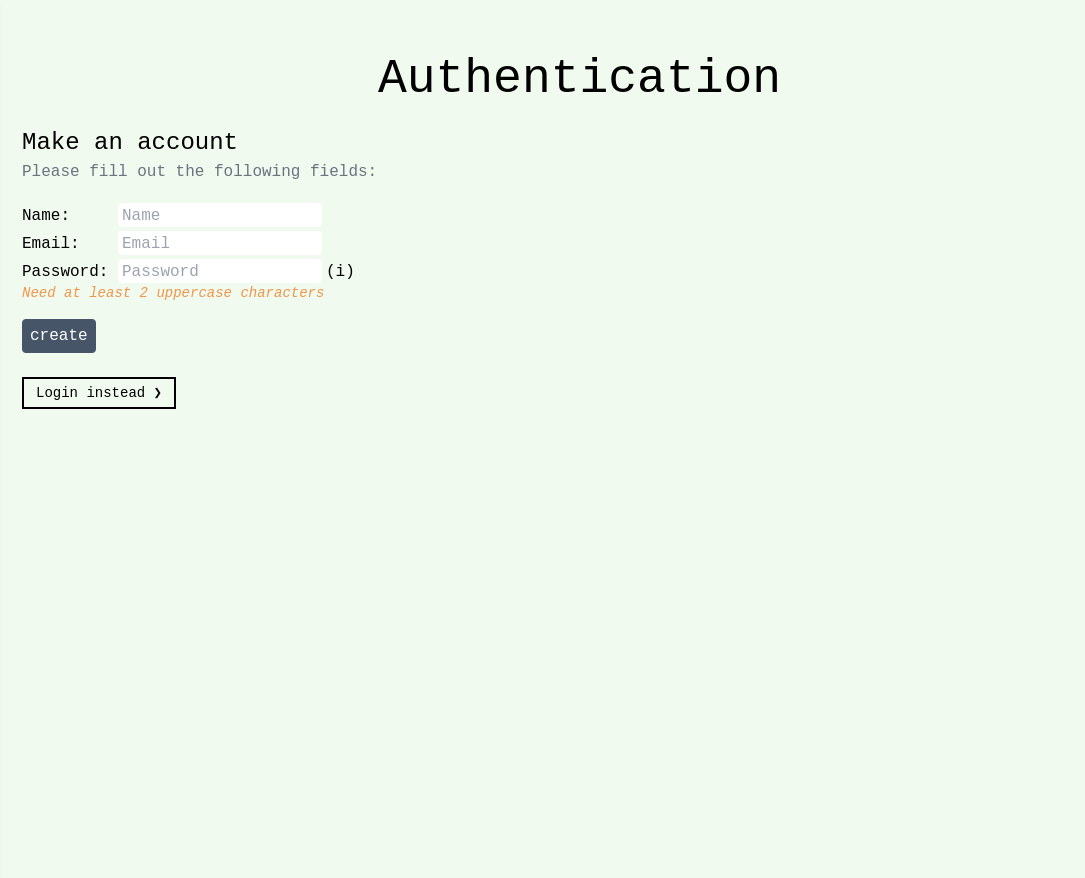 Authentication
Make an account
Please fill out the following fields:
Name: Name
Email: Email
Password: Password (i)
Need at least 2 uppercase characters
create
Login instead ❯